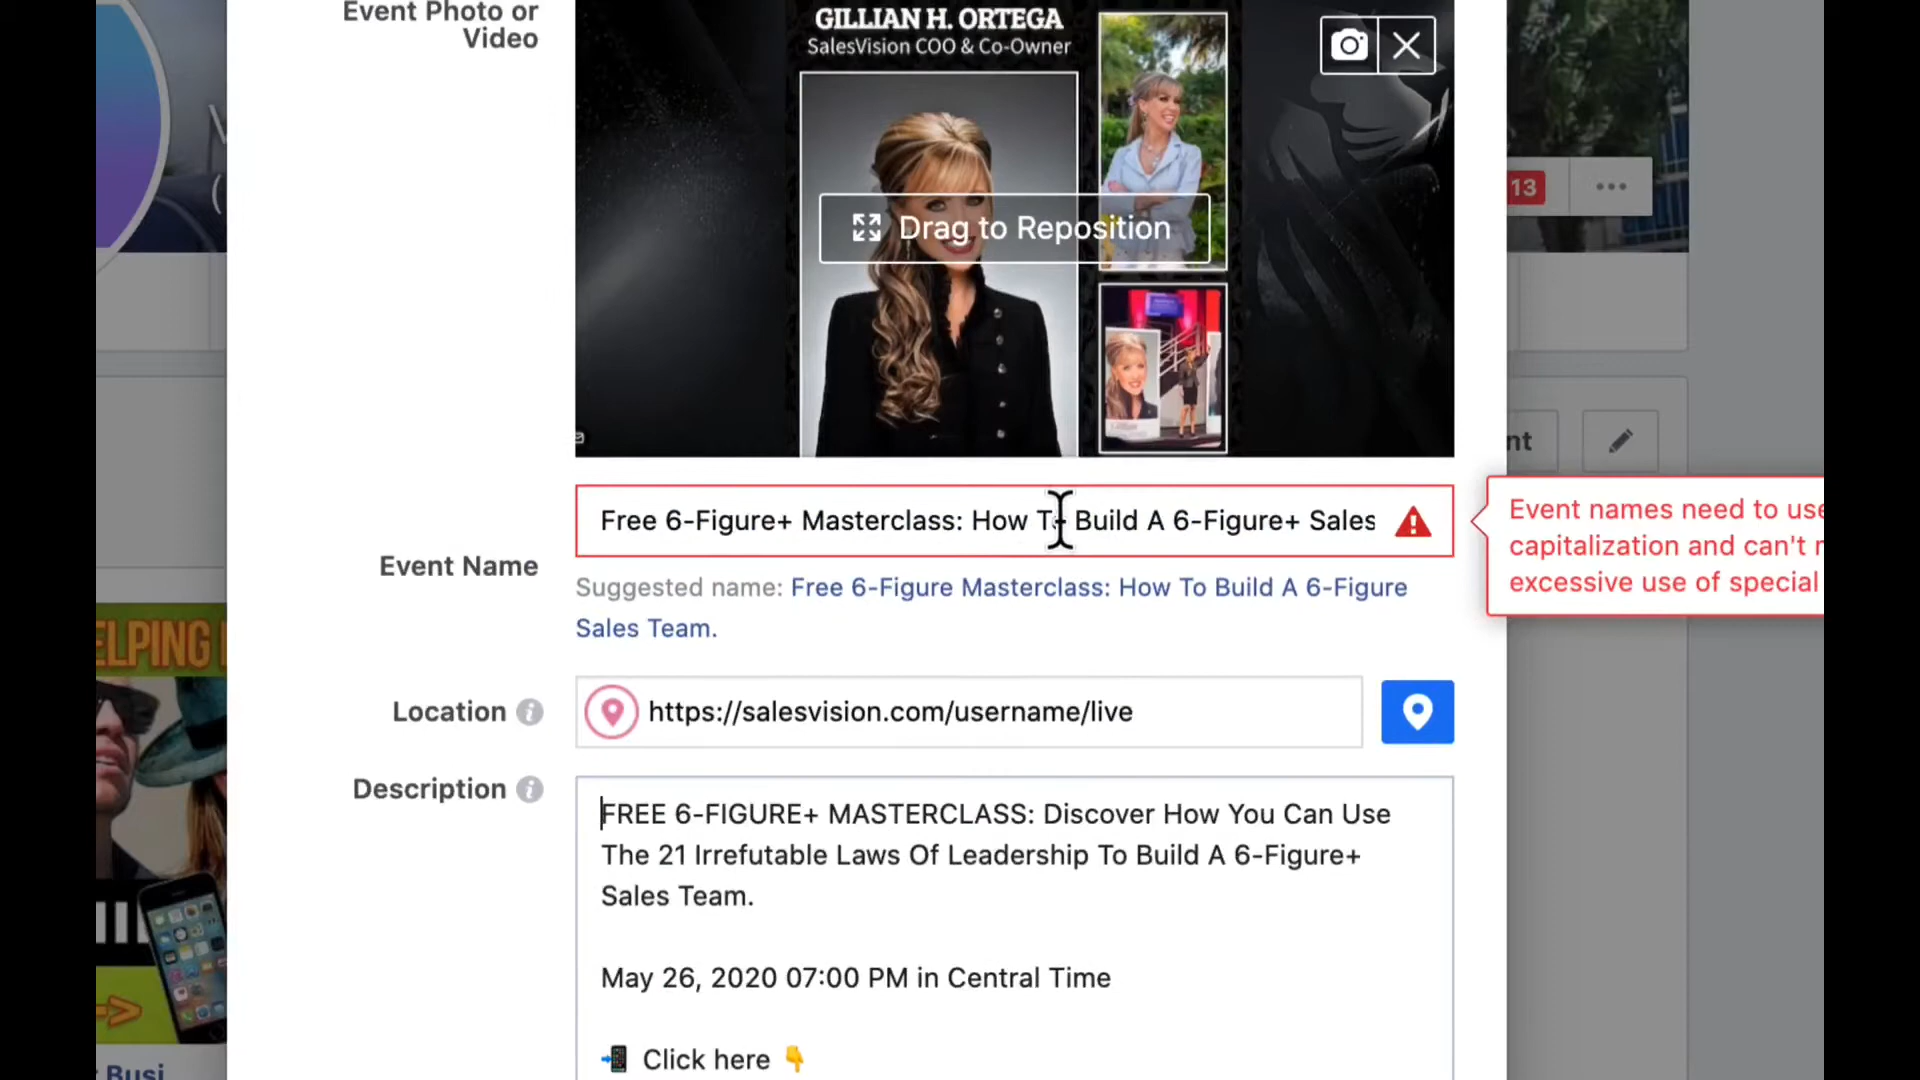 Event Photo or
Video
GILLIAN H. ORTEGA
SalesVision COO & Co-Owner
Drag to Reposition
13
nt
Event Name
Free 6-Figure+ Masterclass: How To Build A 6-Figure+ Sales
Event names need to use
capitalization and can't
excessive use of special
Suggested name: Free 6-Figure Masterclass: How To Build A 6-Figure
Sales Team.
ELPING
Location
https://salesvision.com/username/live
Description
FREE 6-FIGURE+ MASTERCLASS: Discover How You Can Use
The 21 Irrefutable Laws Of Leadership To Build A 6-Figure+
Sales Team.
May 26, 2020 07:00 PM in Central Time
📲 Click here 👇
Busi